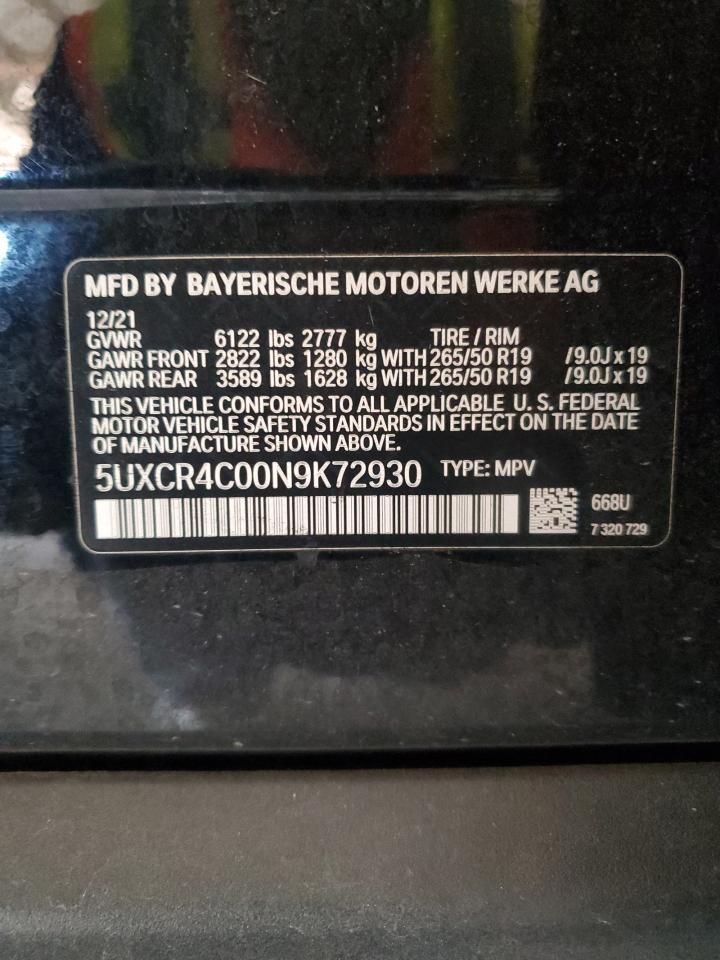 MFD BY BAYERISCHE MOTOREN WERKE AG
12/21
GVWR 6122 lbs 2777 kg TIRE / RIM
GAWR FRONT 2822 lbs 1280 kg WITH 265/50 R19 /9.0J x 19
GAWR REAR 3589 lbs 1628 kg WITH 265/50 R19 /9.0J x 19
THIS VEHICLE CONFORMS TO ALL APPLICABLE U. S. FEDERAL
MOTOR VEHICLE SAFETY STANDARDS IN EFFECT ON THE DATE
OF MANUFACTURE SHOWN ABOVE.
5UXCR4C00N9K72930 TYPE: MPV
668U
7 320 729